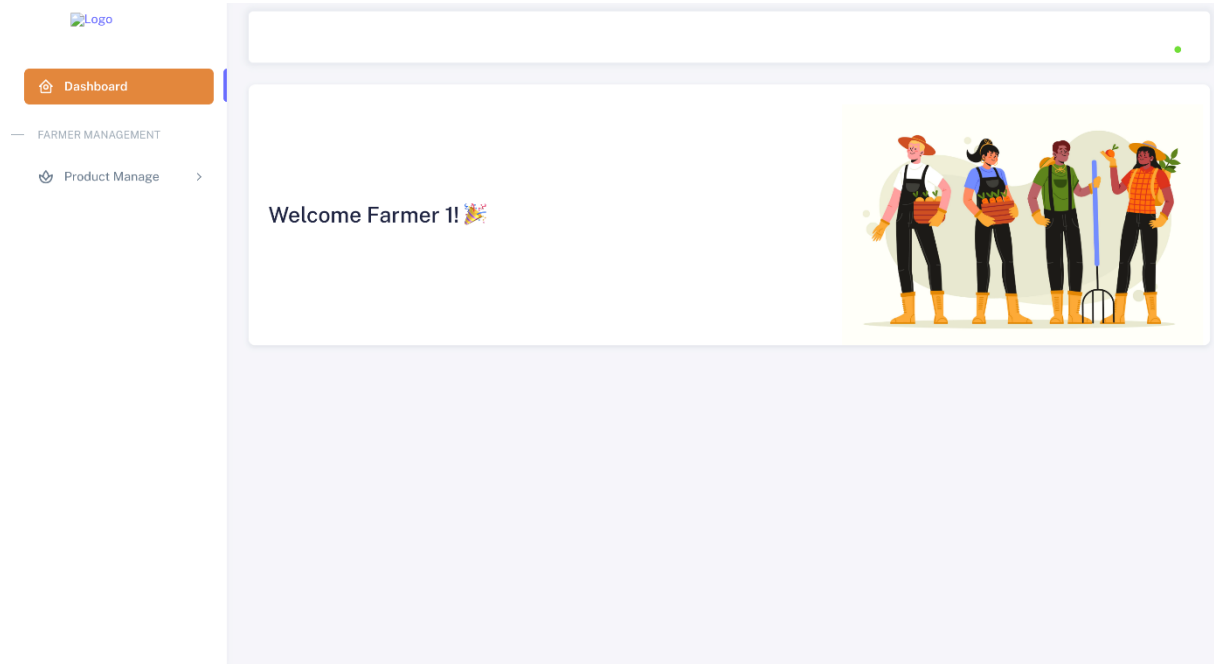 Logo
Dashboard
FARMER MANAGEMENT
Product Manage
Welcome Farmer 1! 🎉